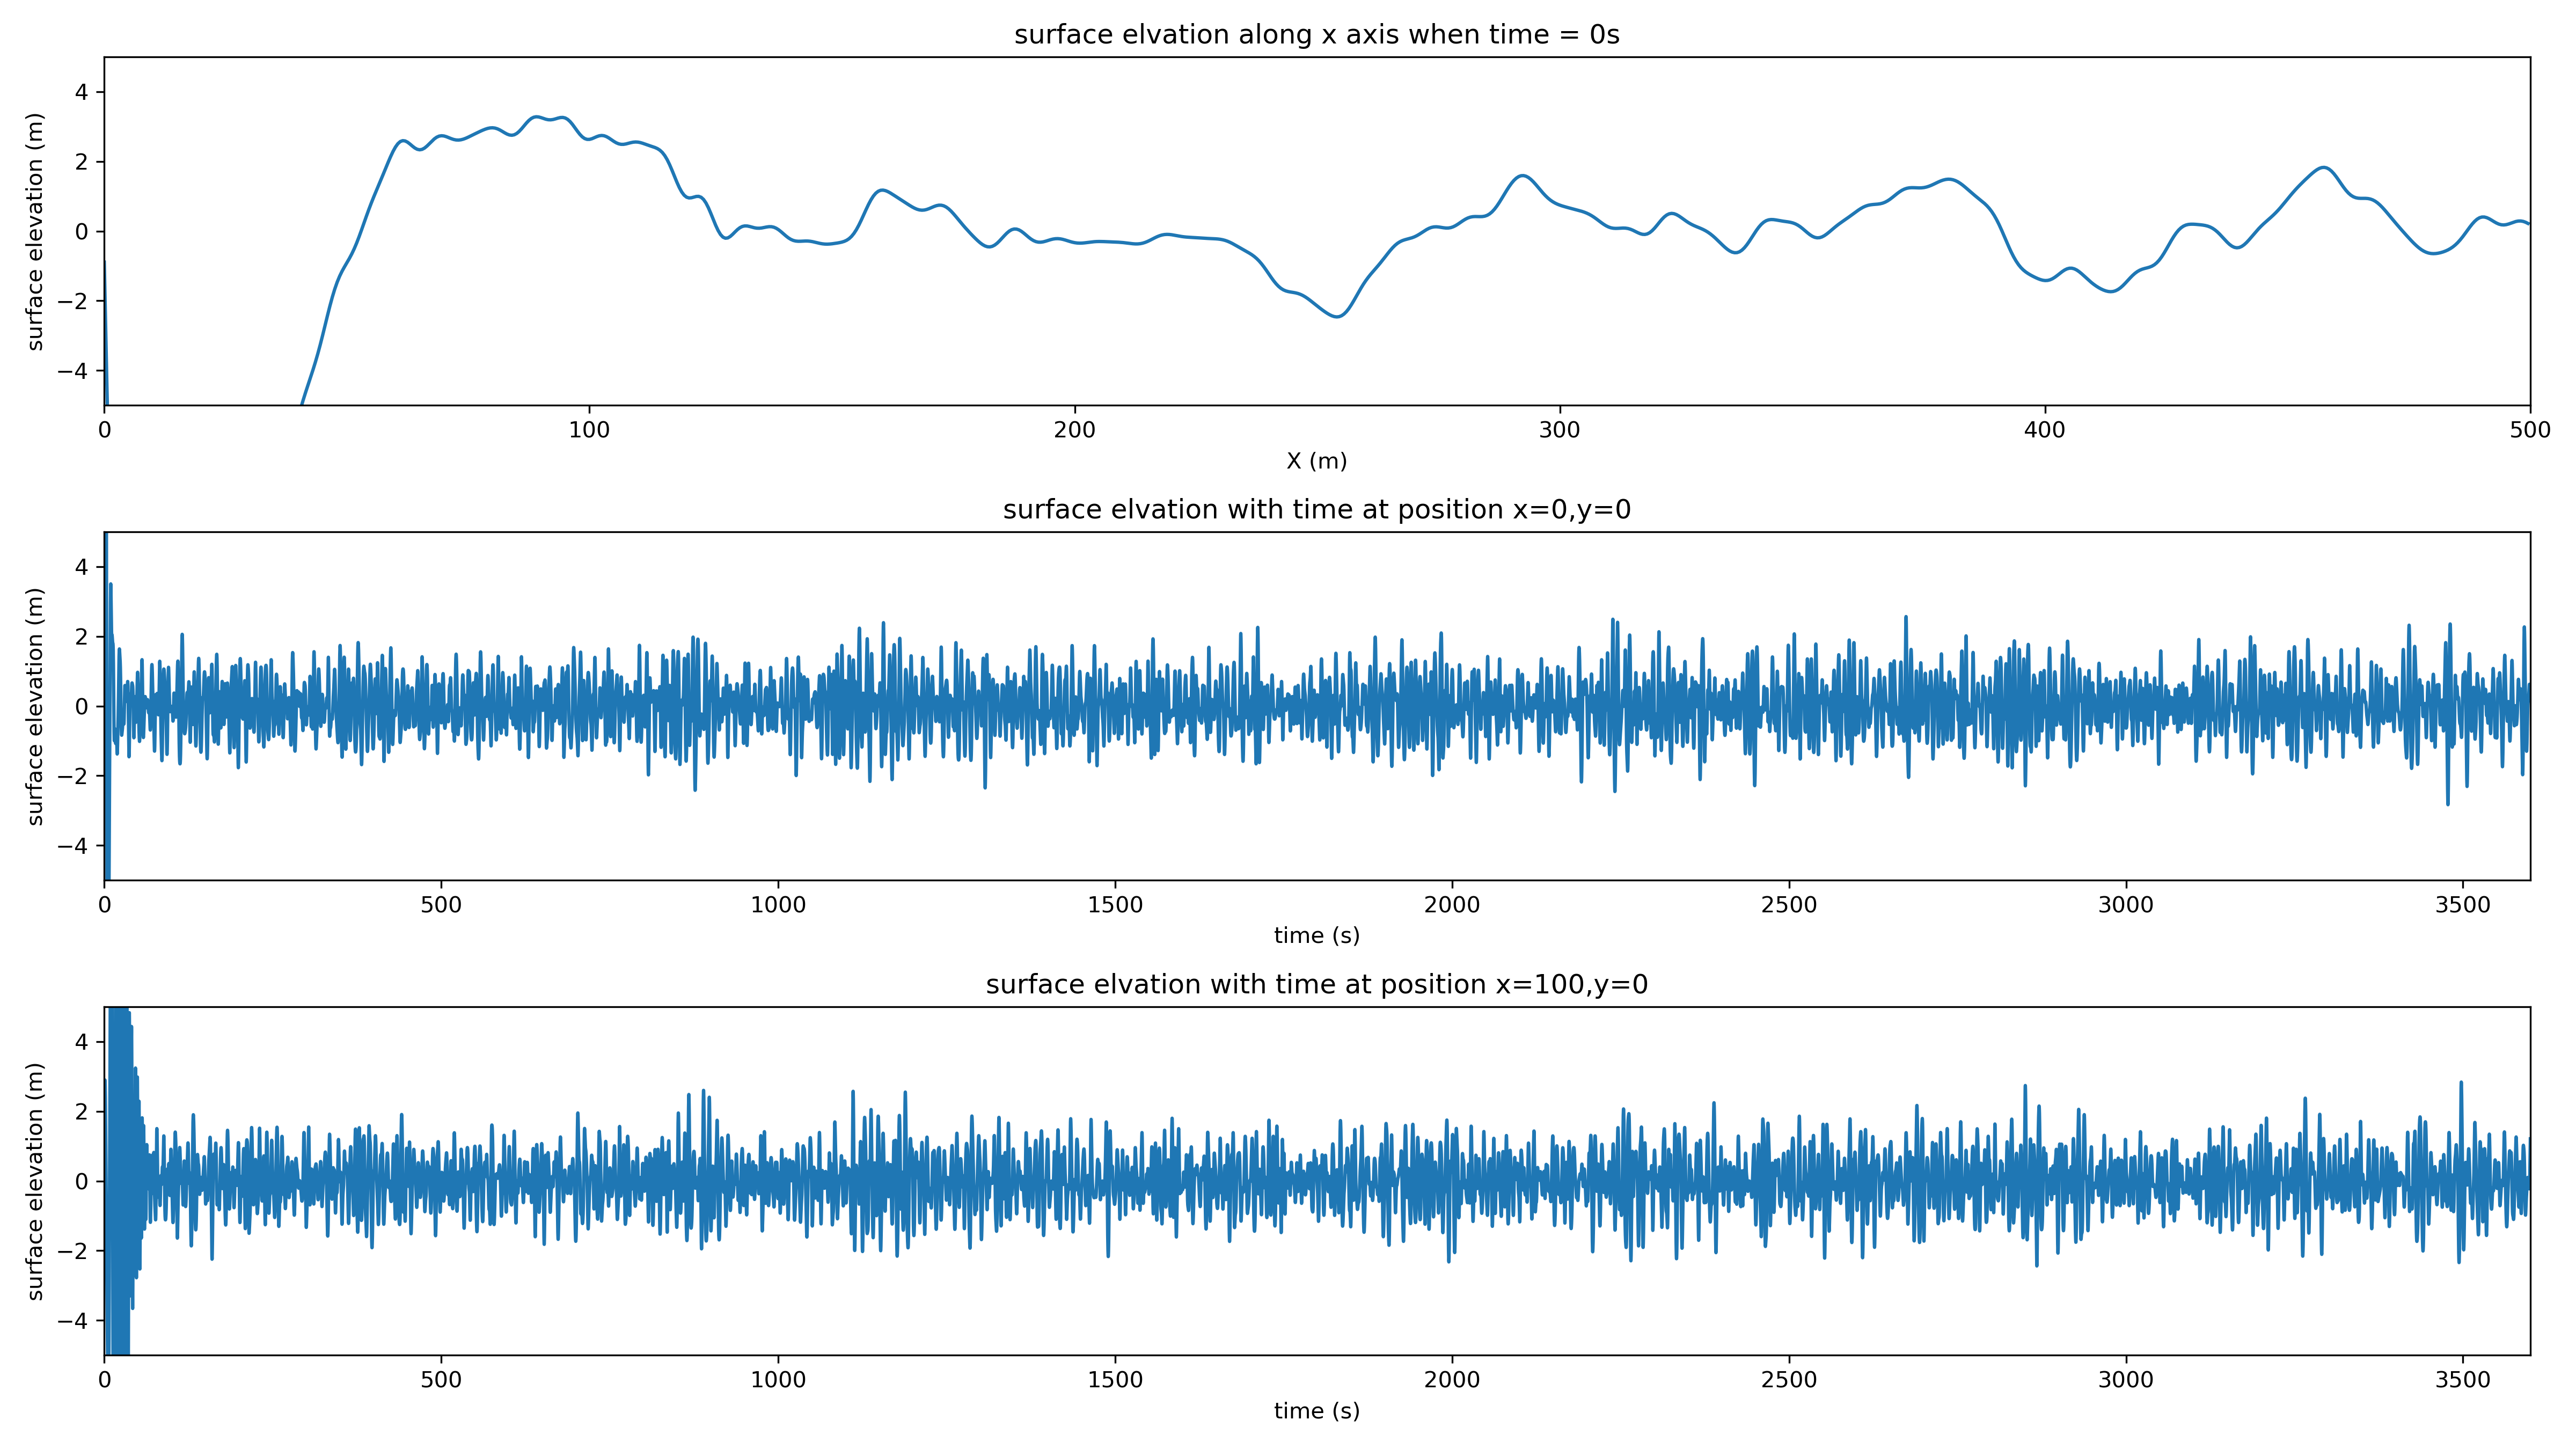 surface elvation along x axis when time = 0s
surface elevation (m)
4
2
0
−2
−4
0 100 200 300 400 500
X (m)
surface elvation with time at position x=0,y=0
surface elevation (m)
4
2
0
−2
−4
0 500 1000 1500 2000 2500 3000 3500
time (s)
surface elvation with time at position x=100,y=0
surface elevation (m)
4
2
0
−2
−4
0 500 1000 1500 2000 2500 3000 3500
time (s)